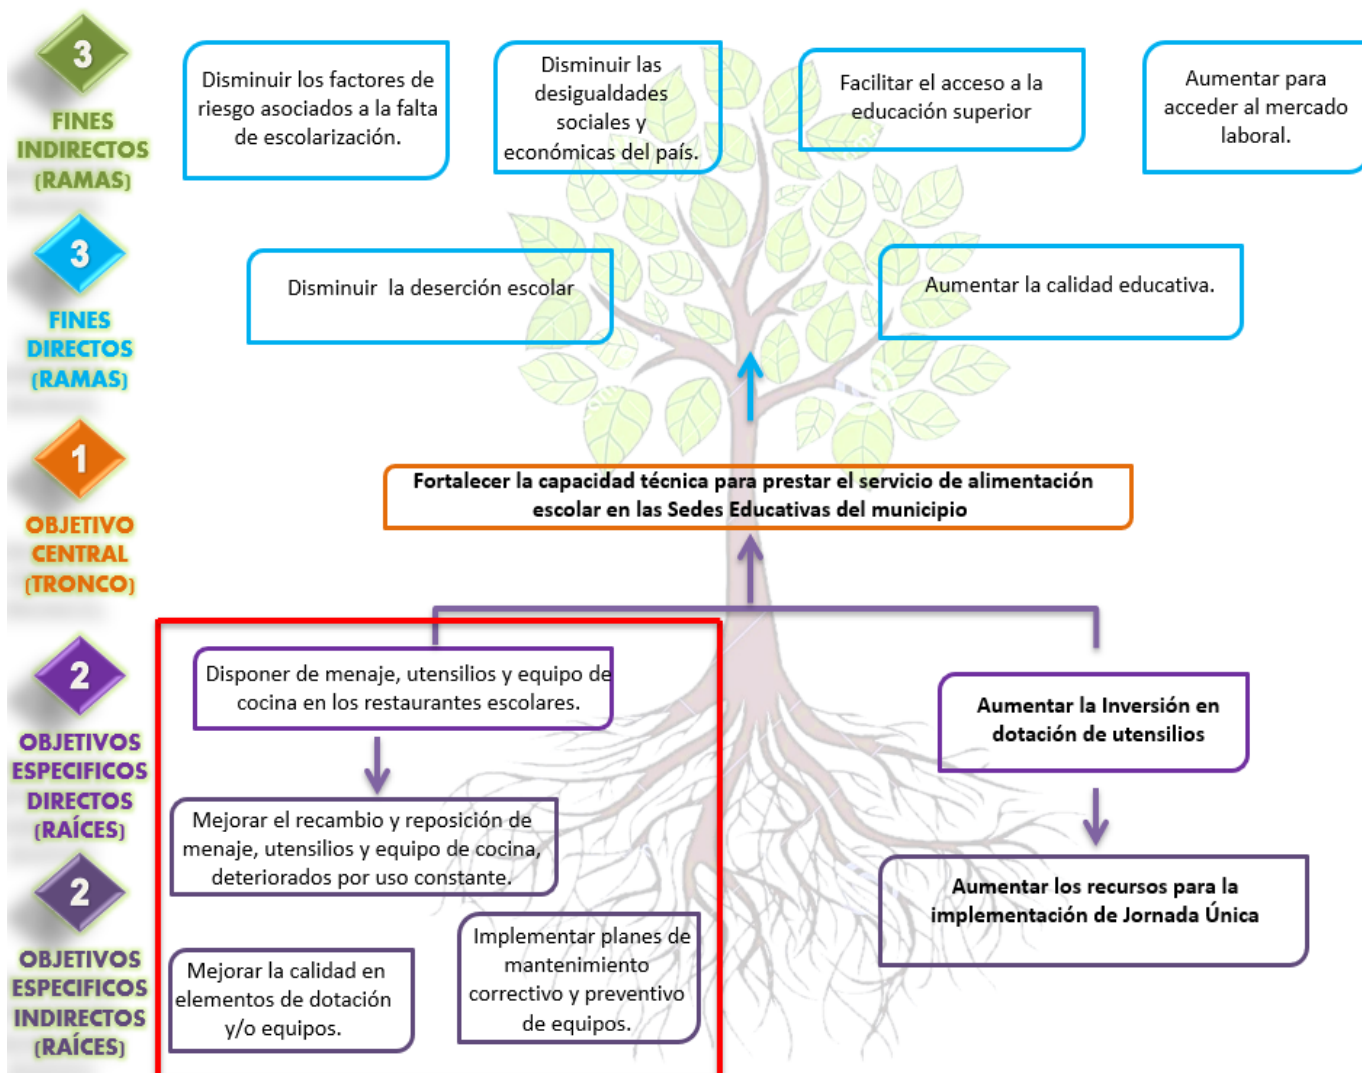 3
FINES
INDIRECTOS
(RAMAS)
Disminuir los factores de
riesgo asociados a la falta
de escolarización.
Disminuir las
desigualdades
sociales y
económicas del país.
Facilitar el acceso a la
educación superior
Aumentar para
acceder al mercado
laboral.
3
FINES
DIRECTOS
(RAMAS)
Disminuir  la deserción escolar
Aumentar la calidad educativa.
1
OBJETIVO
CENTRAL
(TRONCO)
Fortalecer la capacidad técnica para prestar el servicio de alimentación
escolar en las Sedes Educativas del municipio
2
OBJETIVOS
ESPECIFICOS
DIRECTOS
(RAÍCES)
Disponer de menaje, utensilios y equipo de
cocina en los restaurantes escolares.
Aumentar la Inversión en
dotación de utensilios
2
OBJETIVOS
ESPECIFICOS
INDIRECTOS
(RAÍCES)
Mejorar el recambio y reposición de
menaje, utensilios y equipo de cocina,
deteriorados por uso constante.
Aumentar los recursos para la
implementación de Jornada Única
Mejorar la calidad en
elementos de dotación
y/o equipos.
Implementar planes de
mantenimiento
correctivo y preventivo
de equipos.